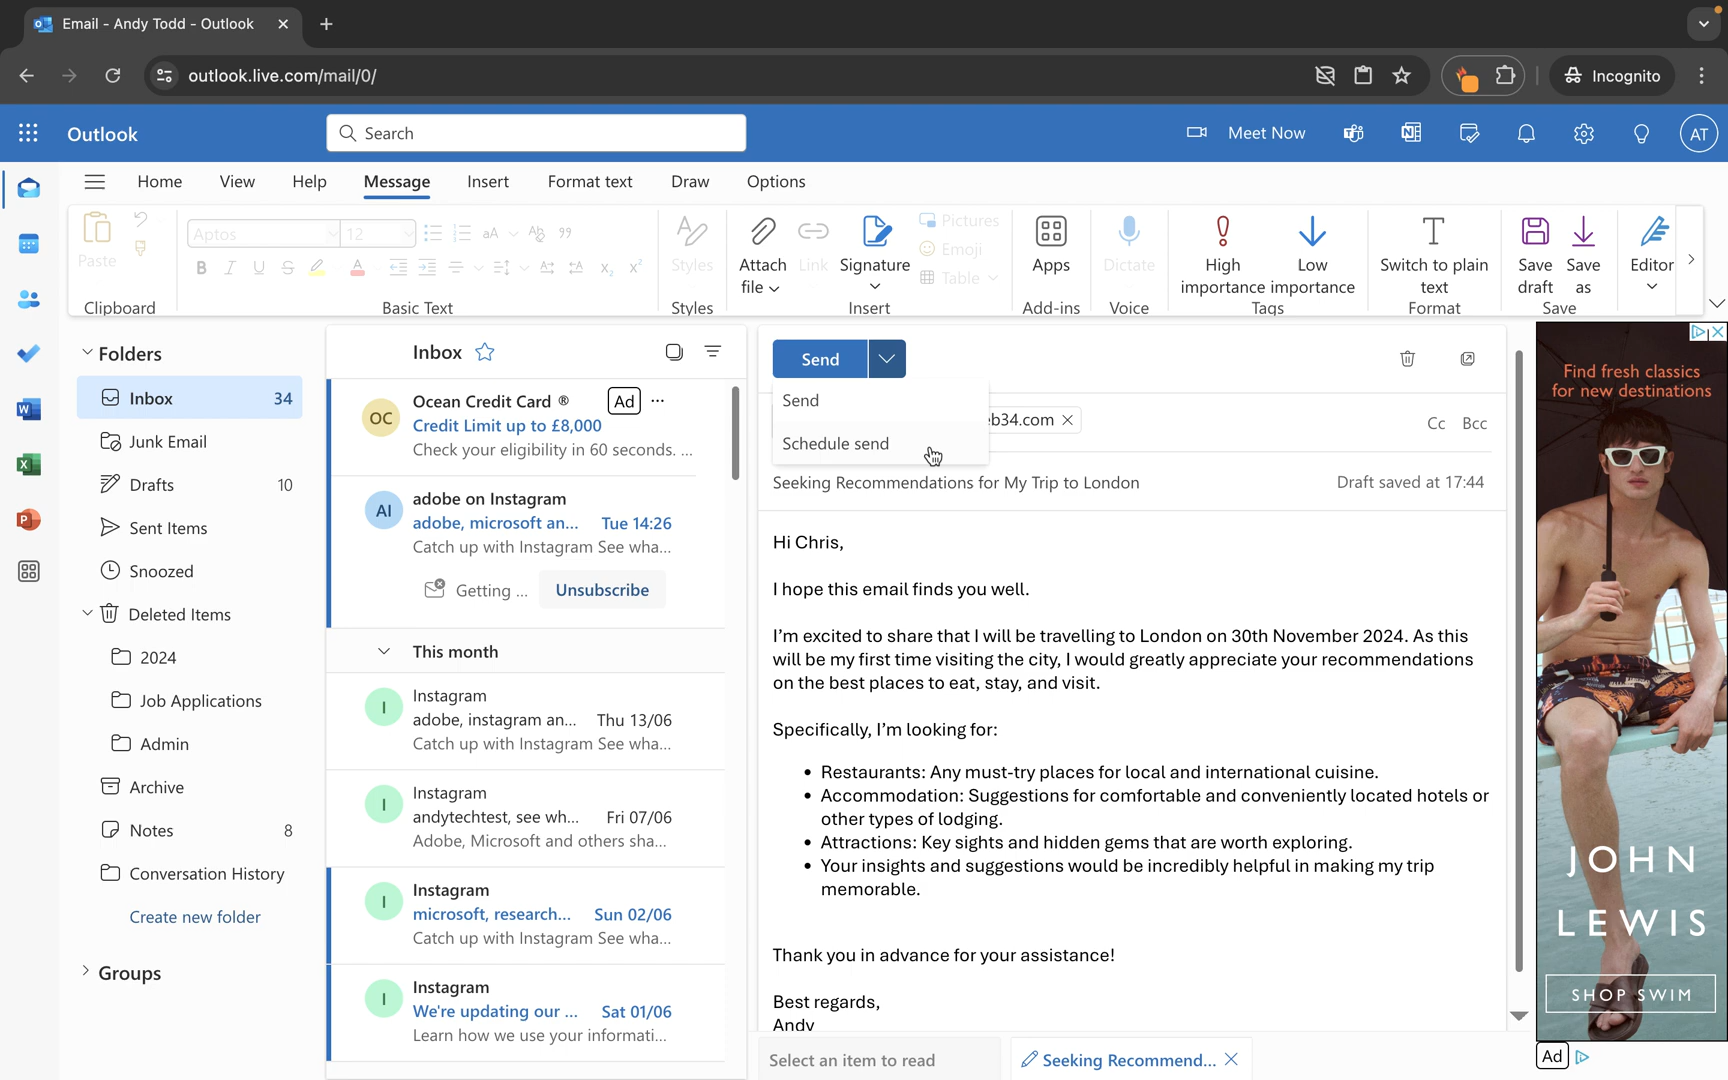 Email - Andy Todd - Outlook
outlook.live.com/mail/0/
Incognito
Outlook
Search
Meet Now
AT
Home View Help Message Insert Format text Draw Options
Paste
Clipboard
Aptos 12
Basic Text
Styles
Styles
Attach file
Link
Signature
Pictures
Emoji
Table
Insert
Apps
Add-ins
Dictate
Voice
High importance
Low importance
Tags
Switch to plain text
Format
Save draft
Save as
Save
Editor
Folders
Inbox 34
Junk Email
Drafts 10
Sent Items
Snoozed
Deleted Items
2024
Job Applications
Admin
Archive
Notes 8
Conversation History
Create new folder
Groups
Inbox
OC
Ocean Credit Card ® Ad ...
Credit Limit up to £8,000
Check your eligibility in 60 seconds. ...
AI
adobe on Instagram
adobe, microsoft an... Tue 14:26
Catch up with Instagram See wha...
Getting ... Unsubscribe
This month
I
Instagram
adobe, instagram an... Thu 13/06
Catch up with Instagram See wha...
I
Instagram
andytechtest, see wh... Fri 07/06
Adobe, Microsoft and others sha...
I
Instagram
microsoft, research... Sun 02/06
Catch up with Instagram See wha...
I
Instagram
We're updating our ... Sat 01/06
Learn how we use your informati...
Send
Send
Schedule send
eb34.com
Cc Bcc
Seeking Recommendations for My Trip to London
Draft saved at 17:44
Hi Chris,
I hope this email finds you well.
I'm excited to share that I will be travelling to London on 30th November 2024. As this
will be my first time visiting the city, I would greatly appreciate your recommendations
on the best places to eat, stay, and visit.
Specifically, I'm looking for:
• Restaurants: Any must-try places for local and international cuisine.
• Accommodation: Suggestions for comfortable and conveniently located hotels or
other types of lodging.
• Attractions: Key sights and hidden gems that are worth exploring.
• Your insights and suggestions would be incredibly helpful in making my trip
memorable.
Thank you in advance for your assistance!
Best regards,
Andy
Select an item to read
Seeking Recommend...
Find fresh classics
for new destinations
JOHN
LEWIS
SHOP SWIM
Ad